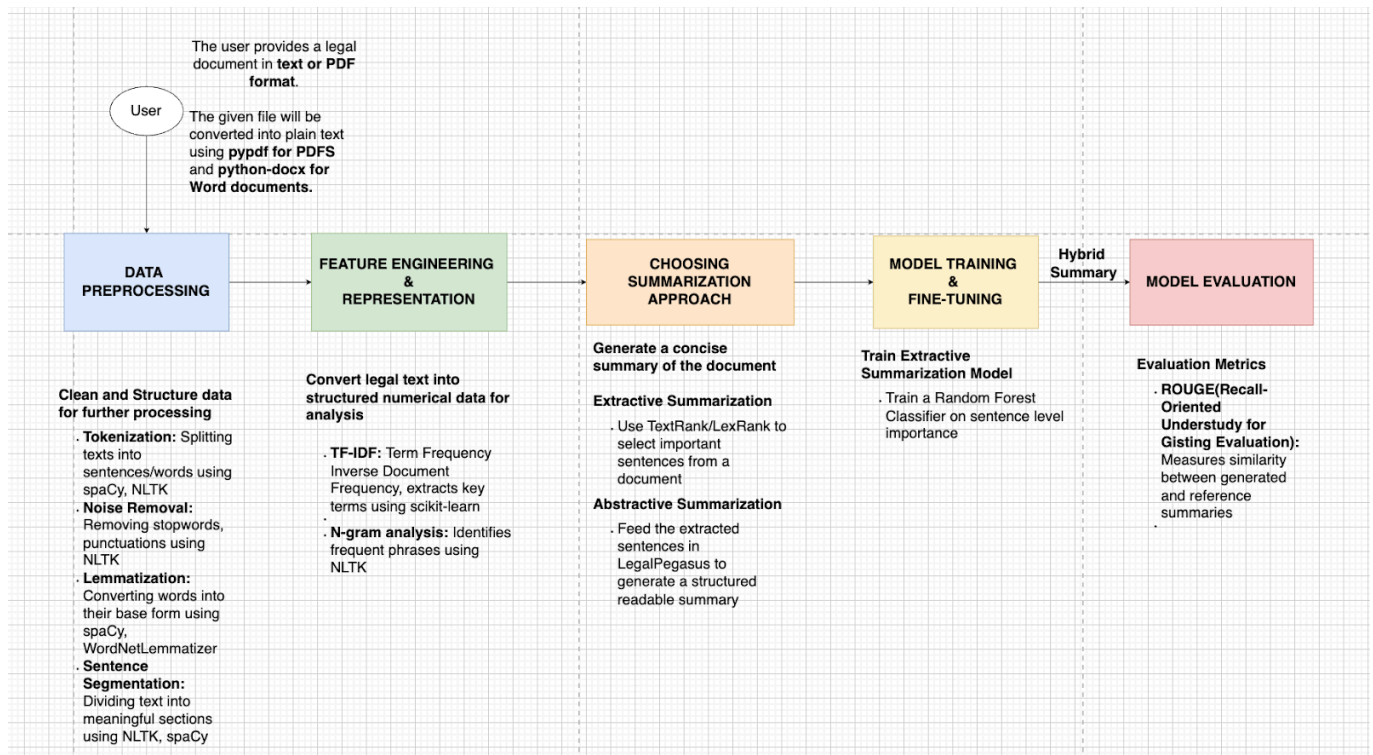 The user provides a legal
document in text or PDF
format.
User
The given file will be
converted into plain text
using pypdf for PDFS
and python-docx for
Word documents.
DATA
PREPROCESSING
FEATURE ENGINEERING
&
REPRESENTATION
CHOOSING
SUMMARIZATION
APPROACH
MODEL TRAINING
&
FINE-TUNING
Hybrid
Summary
MODEL EVALUATION
Clean and Structure data
for further processing
. Tokenization: Splitting
texts into
sentences/words using
spaCy, NLTK
. Noise Removal:
Removing stopwords,
punctuations using
NLTK
. Lemmatization:
Converting words into
their base form using
spaCy,
WordNetLemmatizer
. Sentence
Segmentation:
Dividing text into
meaningful sections
using NLTK, spaCy
Convert legal text into
structured numerical data for
analysis
. TF-IDF: Term Frequency
Inverse Document
Frequency, extracts key
terms using scikit-learn
.
. N-gram analysis: Identifies
frequent phrases using
NLTK
Generate a concise
summary of the document
Extractive Summarization
. Use TextRank/LexRank to
select important
sentences from a
document
Abstractive Summarization
. Feed the extracted
sentences in
LegalPegasus to
generate a structured
readable summary
Train Extractive
Summarization Model
. Train a Random Forest
Classifier on sentence level
importance
Evaluation Metrics
. ROUGE(Recall-
Oriented
Understudy for
Gisting Evaluation):
Measures similarity
between generated
and reference
summaries
.